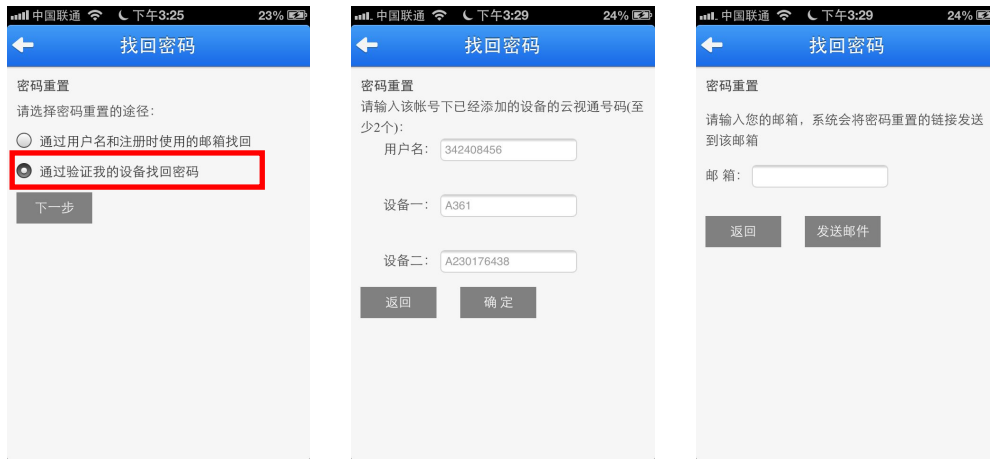 中国联通 下午3:25 23%
找回密码
密码重置
请选择密码重置的途径:
通过用户名和注册时使用的邮箱找回
通过验证我的设备找回密码
下一步
中国联通 下午3:29 24%
找回密码
密码重置
请输入该帐号下已经添加的设备的云视通号码(至
少2个):
用户名: 342408456
设备一: A361
设备二: A230176438
返回 确 定
中国联通 下午3:29 24%
找回密码
密码重置
请输入您的邮箱，系统会将密码重置的链接发送
到该邮箱
邮 箱:
返回 发送邮件